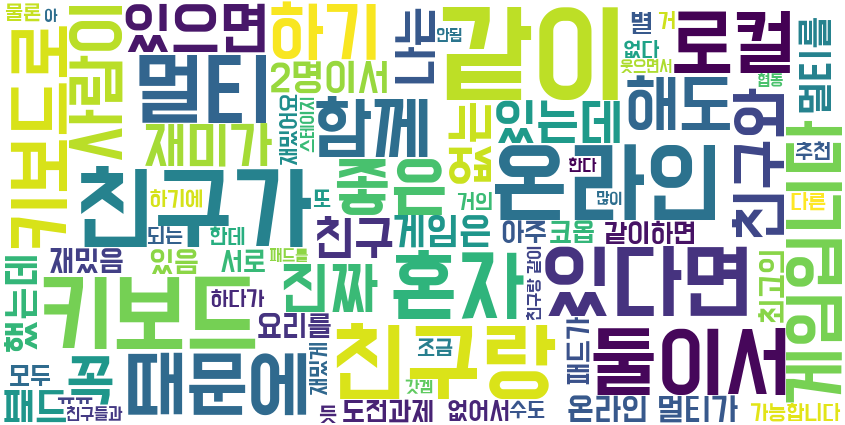 물론
아
있으면
하기
같이
나는
안됨
로컬
별
거
없다
웃으면서
협동
멀티를
키보드로
사람이
멀티
2명이서
재미가
재밌어요
스테이지
함께
없는
있는데
해도
친구와
추천
친구가
하기에
좋은
또
거의
온라인
한다
많이
다른
게임입니다
되는
한데
친구
게임은
아주
코옵
같이하면
했는데
재밌음
있음
서로
패드를
진짜
혼자
친구랑 같이
있다면
최고의
키보드
하다가
요리를
모두
꼭
때문에
재밌게
친구랑
조금
갓겜
둘이서
패드가
패드
ㅠㅠ
친구들과
듯
도전과제
없어서
수도
온라인 멀티가
가능합니다